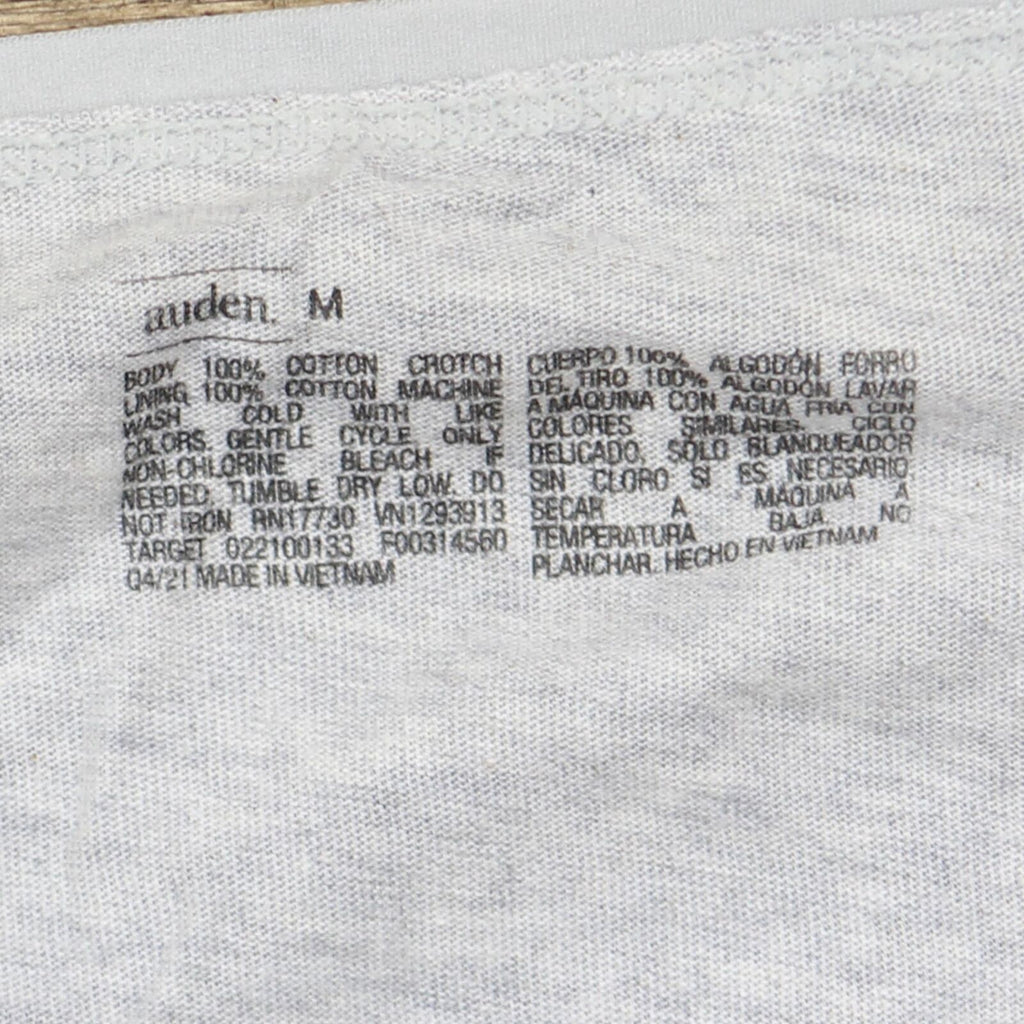 auden. M
BODY 100% COTTON CROTCH
LINING 100% COTTON MACHINE
WASH COLD WITH LIKE
COLORS. GENTLE CYCLE ONLY
NON-CHLORINE BLEACH IF
NEEDED. TUMBLE DRY LOW. DO
NOT IRON RN17730 VN1293913
TARGET 022100133 F00314560
Q4/21 MADE IN VIETNAM
CUERPO 100% ALGODÓN FORRO
DEL TIRO 100% ALGODÓN LAVAR
A MÁQUINA CON AGUA FRIA CON
COLORES SIMILARES. CICLO
DELICADO. SOLO BLANQUEADOR
SIN CLORO SI ES NECESARIO.
SECAR A MÁQUINA A
TEMPERATURA BAJA. NO
PLANCHAR. HECHO EN VIETNAM